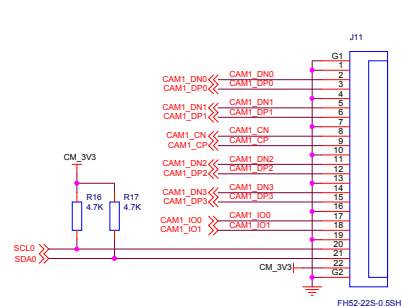 J11
G1
1
CAM1_DN0 CAM1_DN0 2
CAM1_DP0 CAM1_DP0 3
4
CAM1_DN1 CAM1_DN1 5
CAM1_DP1 CAM1_DP1 6
7
CAM1_CN CAM1_CN 8
CAM1_CP CAM1_CP 9
10
CM_3V3
CAM1_DN2 CAM1_DN2 11
CAM1_DP2 CAM1_DP2 12
13
CAM1_DN3 CAM1_DN3 14
CAM1_DP3 CAM1_DP3 15
R16 R17
4.7K 4.7K
16
CAM1_IO0 CAM1_IO0 17
CAM1_IO1 CAM1_IO1 18
19
SCL0 20
SDA0 21
CM_3V3 22
G2
FH52-22S-0.5SH